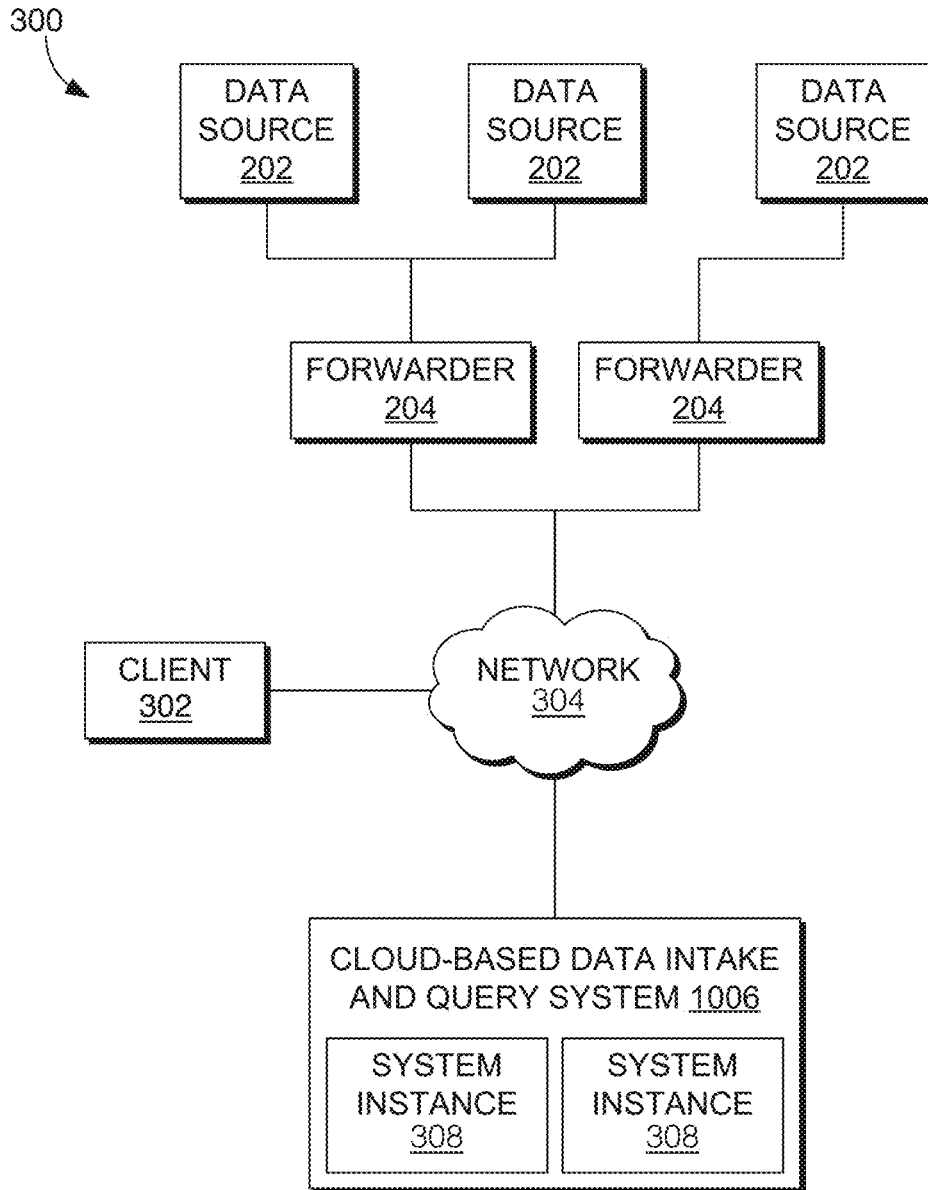 300
DATA
SOURCE
202
DATA
SOURCE
202
DATA
SOURCE
202
FORWARDER
204
FORWARDER
204
CLIENT
302
NETWORK
304
CLOUD-BASED DATA INTAKE
AND QUERY SYSTEM 1006
SYSTEM
INSTANCE
308
SYSTEM
INSTANCE
308